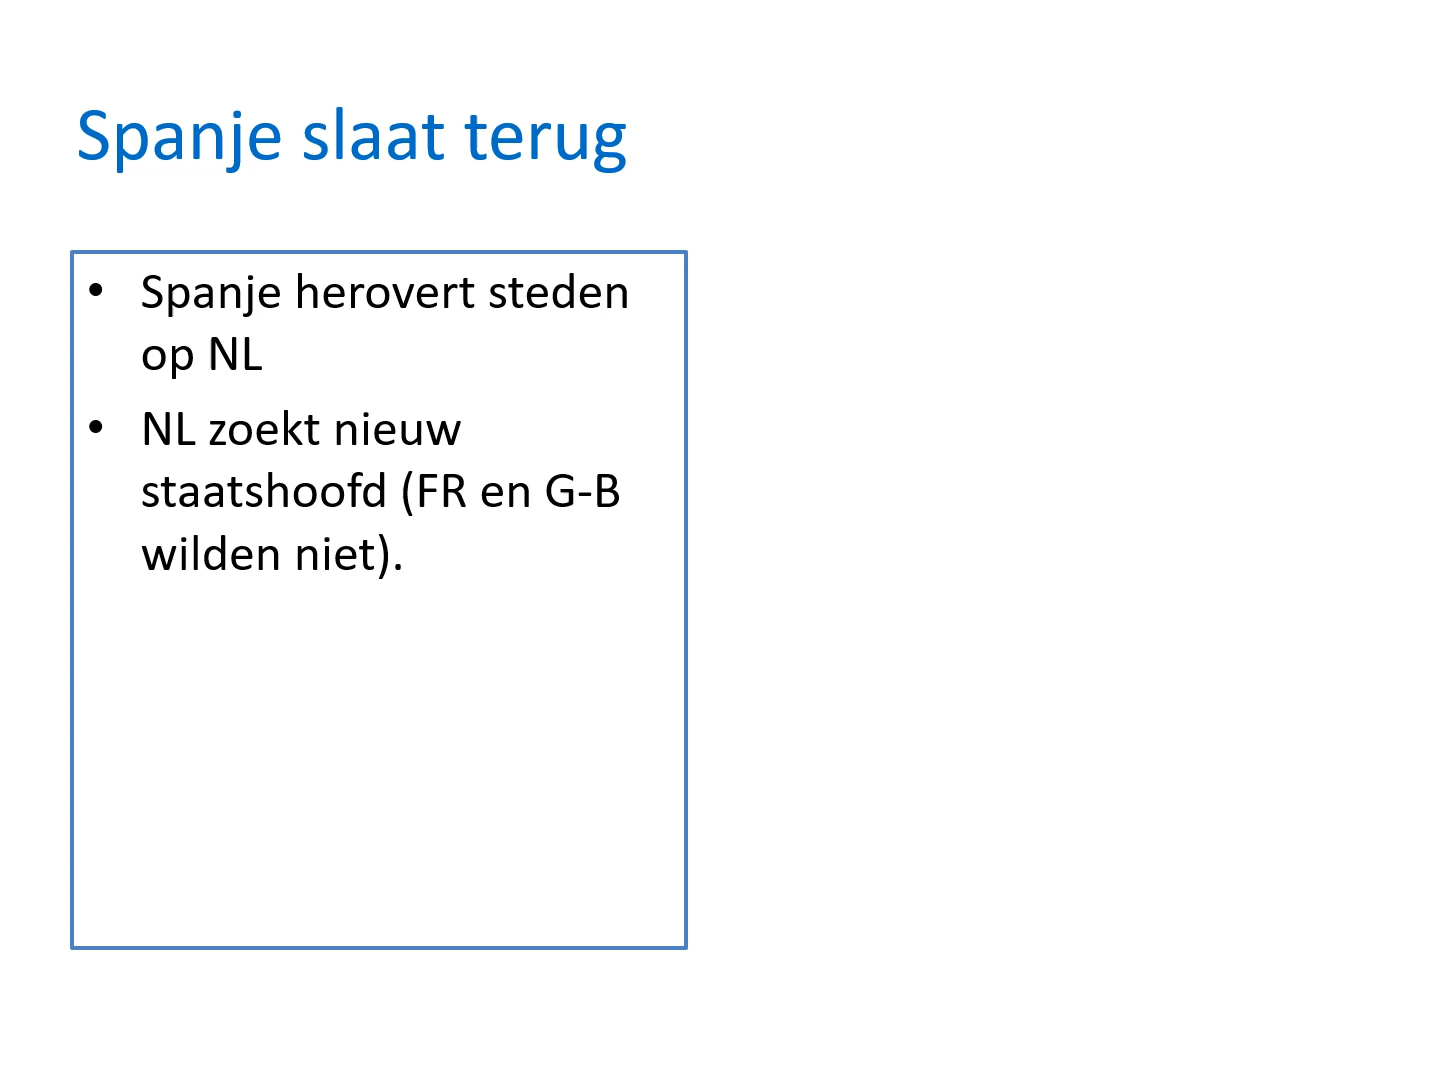 Spanje slaat terug
• Spanje herovert steden
op NL
• NL zoekt nieuw
staatshoofd (FR en G-B
wilden niet).